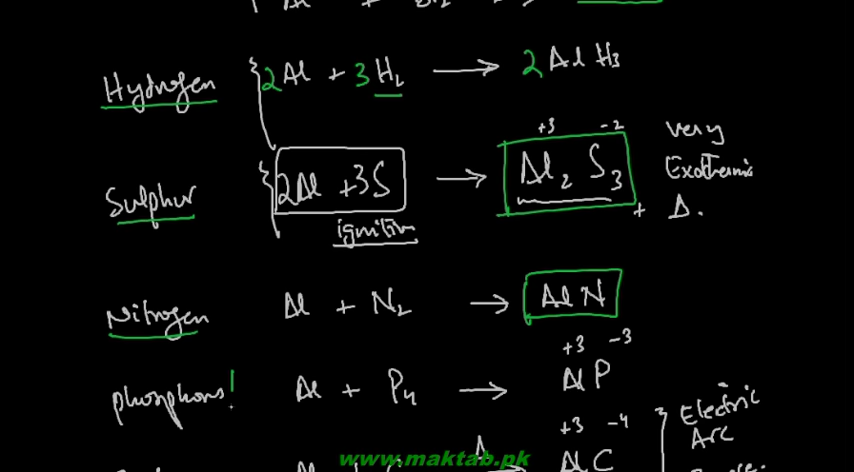 Hydrogen 2Al + 3H₂ → 2AlH₃
+3 -2 very
Sulphur 2Al + 3S → Al₂S₃ Exothermic
ignition + Δ.
Nitrogen Al + N₂ → AlN
+3 -3
phosphorus! Al + P₄ → AlP
+3 -4 Electric
Δ → AlC Arc
www.maktab.pk